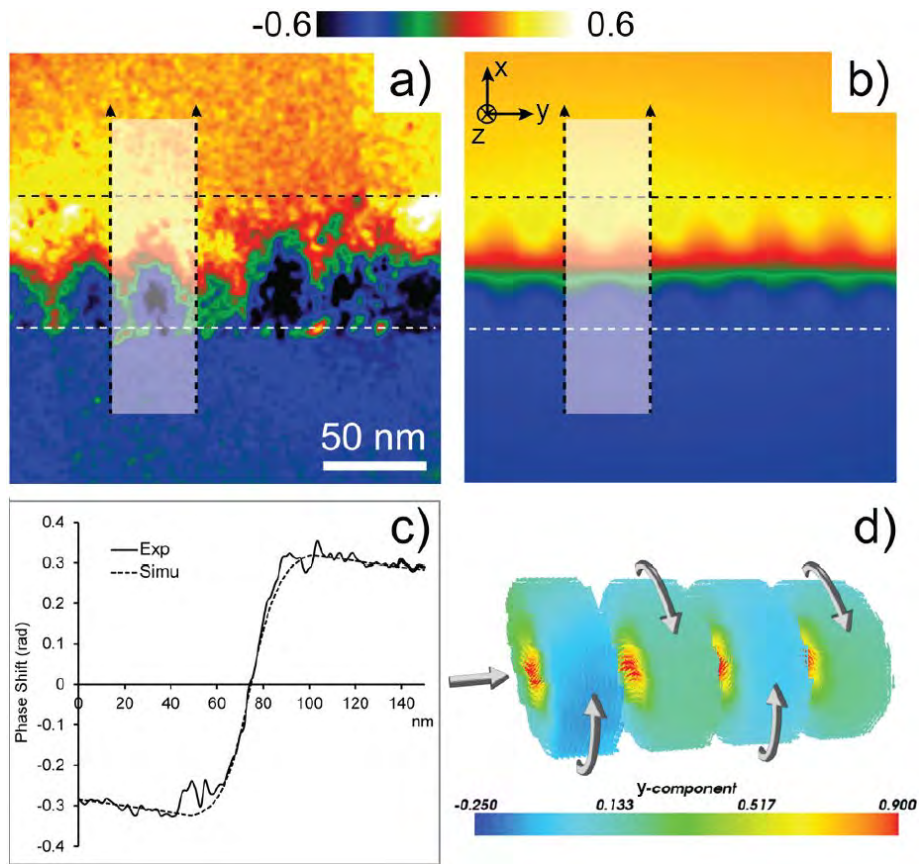 -0.6 0.6
a)
b)
x
y
z
50 nm
c)
0.4
0.3
0.2
0.1
0
-0.1
-0.2
-0.3
-0.4
Phase Shift (rad)
Exp
Simu
0 20 40 60 80 100 120 140
nm
d)
y-component
-0.250 0.133 0.517 0.900